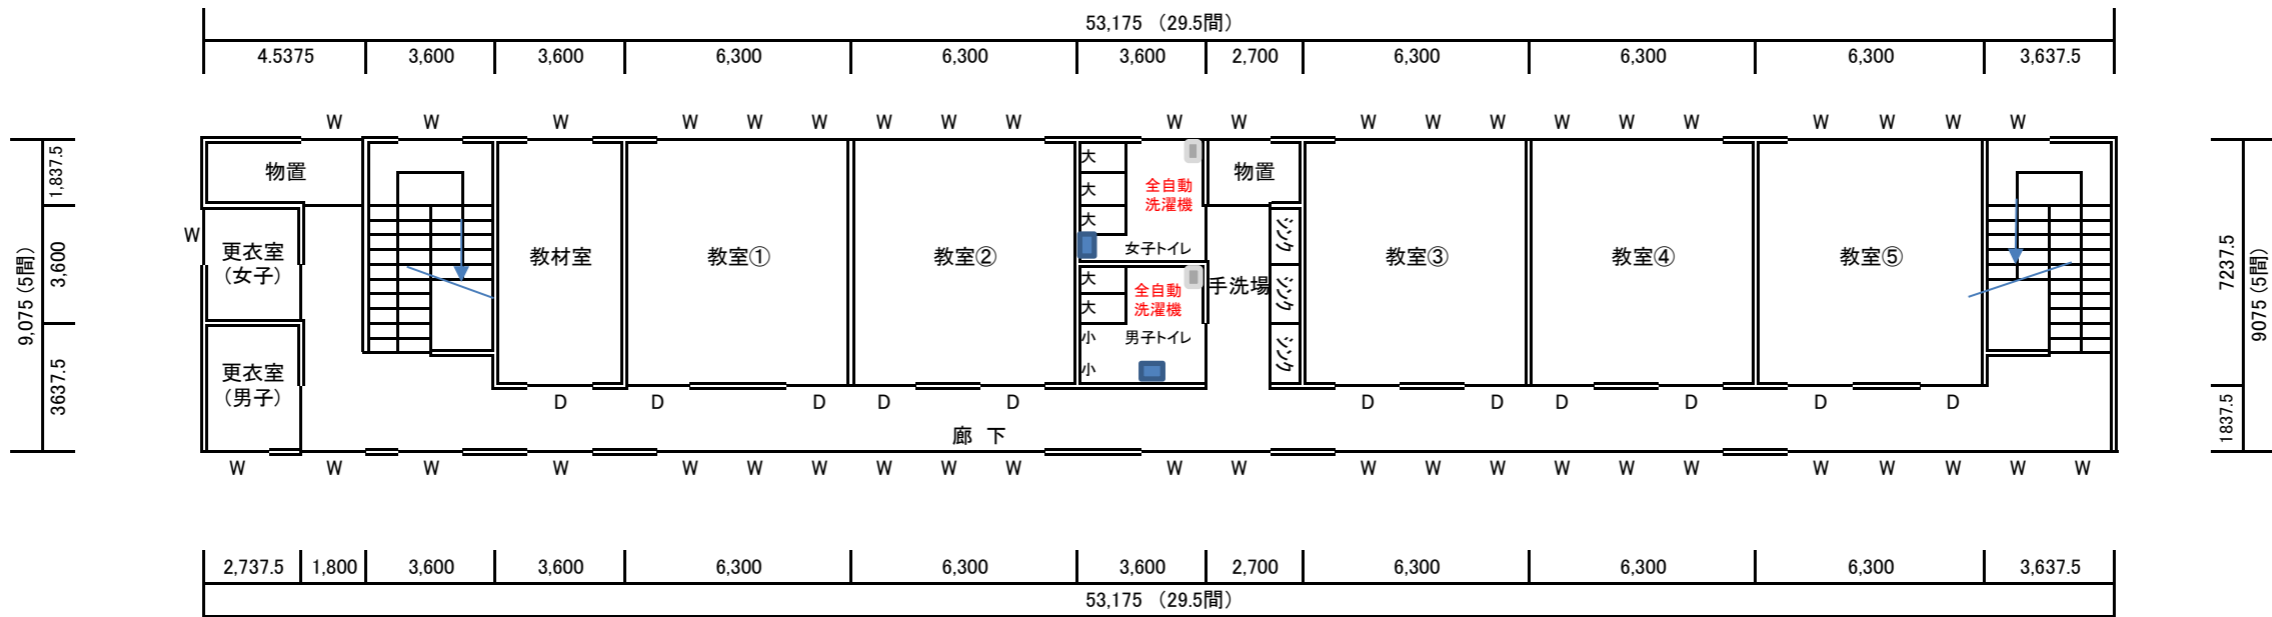 53,175 （29.5間）
4.5375 3,600 3,600 6,300 6,300 3,600 2,700 6,300 6,300 6,300 3,637.5
W W W W W W W W W W W W W W W W W W W W W
物置 大 物置
1,837.5
大 全自動
洗濯機
大
W 更衣室
（女子）
教材室 教室① 教室② 女子トイレ シンク 教室③ 教室④ 教室⑤
9,075 (5間) 3,600 7237.5 9075 (5間)
大 全自動 手洗場 シンク
大 洗濯機
小 男子トイレ シンク
小
更衣室
（男子）
3637.5 1837.5
D D D D D D D D D D D
廊 下
W W W W W W W W W W W W W W W W W W W W W W W
2,737.5 1,800 3,600 3,600 6,300 6,300 3,600 2,700 6,300 6,300 6,300 3,637.5
53,175 （29.5間）